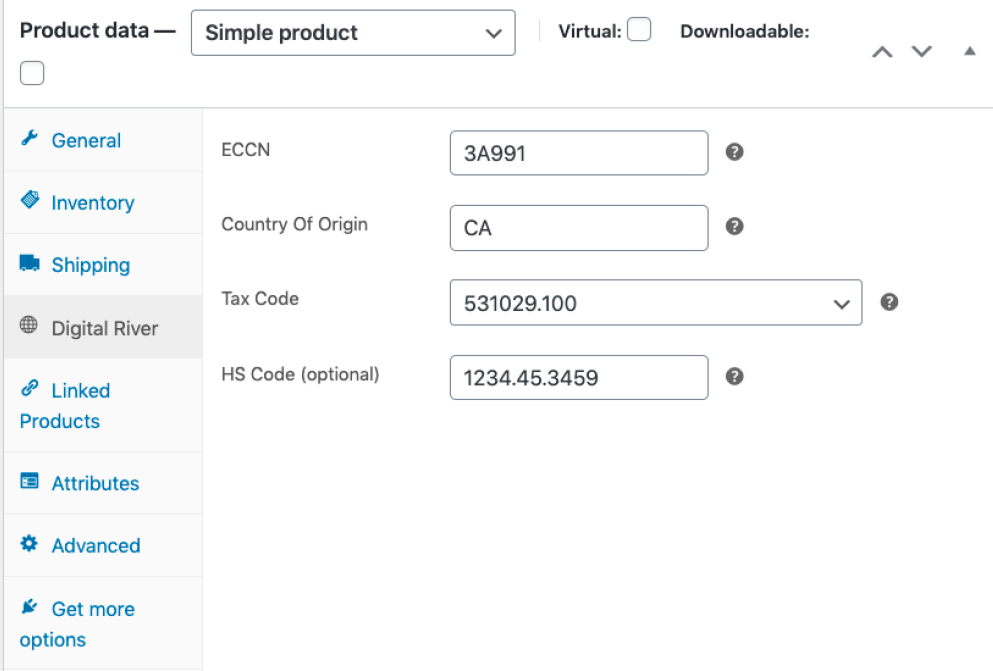 Product data — Simple product Virtual: Downloadable:
General
Inventory
Shipping
Digital River
Linked
Products
Attributes
Advanced
Get more
options
ECCN 3A991 ?
Country Of Origin CA ?
Tax Code 531029.100 ?
HS Code (optional) 1234.45.3459 ?